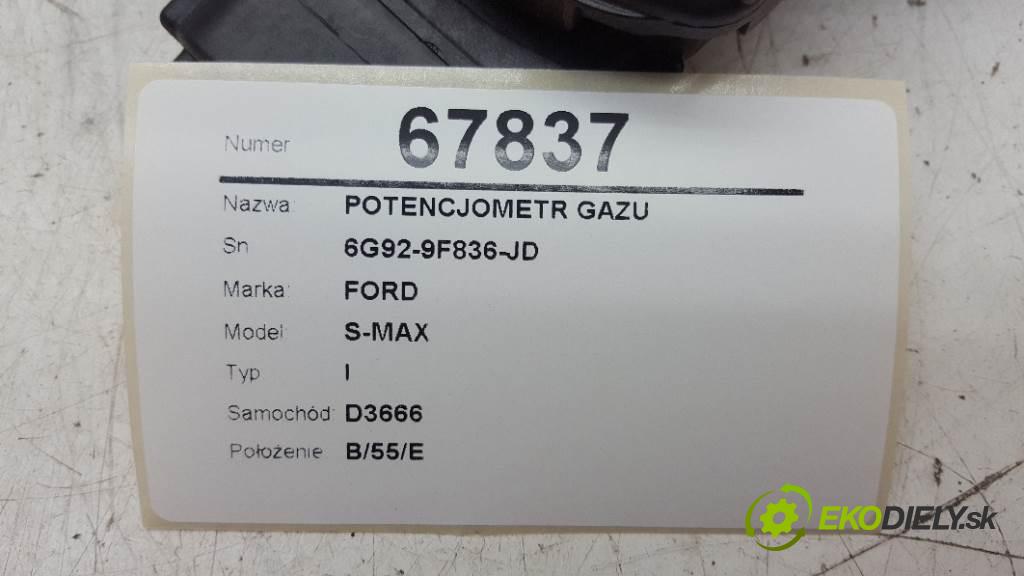 Numer 67837
Nazwa: POTENCJOMETR GAZU
Sn 6G92-9F836-JD
Marka: FORD
Model: S-MAX
Typ I
Samochód: D3666
Położenie B/55/E
EKODIELY.sk